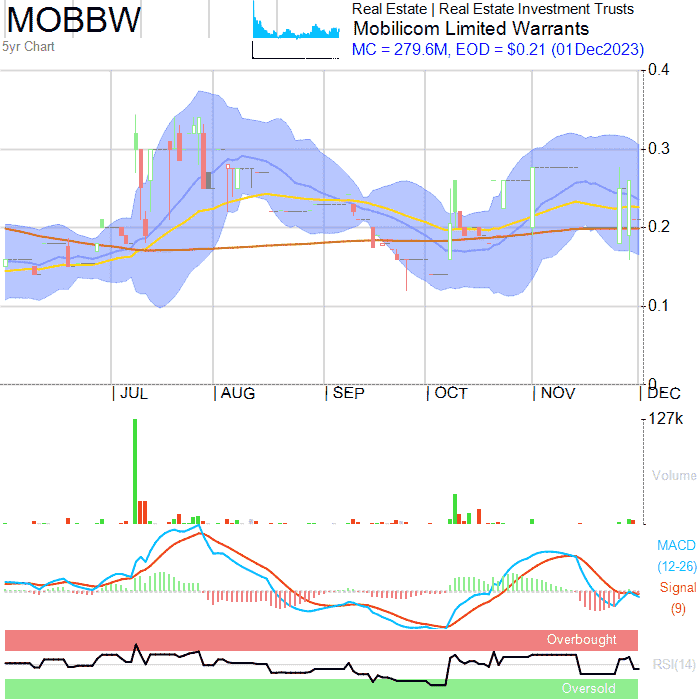 MOBBW
5yr Chart
Real Estate | Real Estate Investment Trusts
Mobilicom Limited Warrants
MC = 279.6M, EOD = $0.21 (01Dec2023)
0.4
0.3
0.2
0.1
0
JUL
AUG
SEP
OCT
NOV
DEC
127k
Volume
MACD
(12-26)
Signal
(9)
Overbought
RSI(14)
Oversold